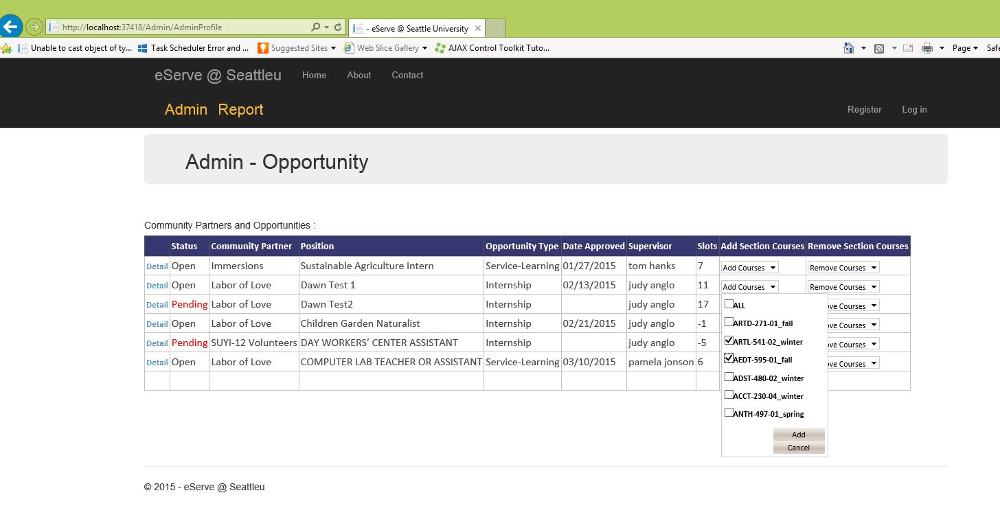 http://localhost:37418/Admin/AdminProfile - eServe @ Seattle University
Unable to cast object of ty... Task Scheduler Error and ... Suggested Sites Web Slice Gallery AJAX Control Toolkit Tuto... Page Safe
eServe @ Seattleu Home About Contact
Admin Report Register Log in
Admin - Opportunity
Community Partners and Opportunities :
Status Community Partner Position Opportunity Type Date Approved Supervisor Slots Add Section Courses Remove Section Courses
Detail Open Immersions Sustainable Agriculture Intern Service-Learning 01/27/2015 tom hanks 7 Add Courses Remove Courses
Detail Open Labor of Love Dawn Test 1 Internship 02/13/2015 judy anglo 11 Add Courses Remove Courses
Detail Pending Labor of Love Dawn Test2 Internship judy anglo 17 ove Courses
Detail Open Labor of Love Children Garden Naturalist Internship 02/21/2015 judy anglo -1 ove Courses
Detail Pending SUYI-12 Volunteers DAY WORKERS’ CENTER ASSISTANT Internship judy anglo -5 ove Courses
Detail Open Labor of Love COMPUTER LAB TEACHER OR ASSISTANT Service-Learning 03/10/2015 pamela jonson 6 ove Courses
ALL
ARTD-271-01_fall
ARTL-541-02_winter
AEDT-595-01_fall
ADST-480-02_winter
ACCT-230-04_winter
ANTH-497-01_spring
Add
Cancel
© 2015 - eServe @ Seattleu